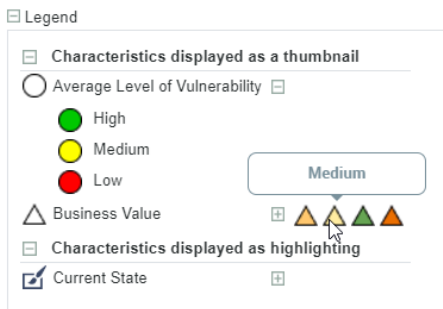 Legend
Characteristics displayed as a thumbnail
Average Level of Vulnerability
High
Medium
Low
Medium
Business Value
Characteristics displayed as highlighting
Current State